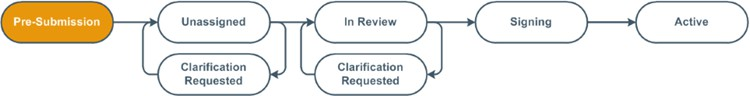 Pre-Submission
Unassigned
In Review
Signing
Active
Clarification
Requested
Clarification
Requested